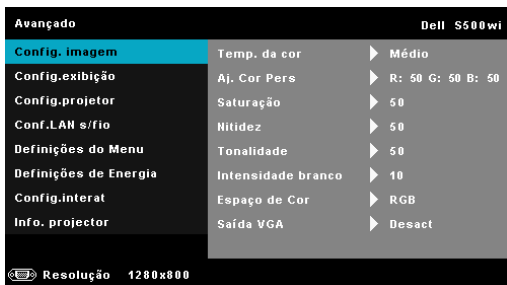 Avançado Dell S500wi
Config. imagem Temp. da cor Médio
Config.exibição Aj. Cor Pers R: 50 G: 50 B: 50
Config.projetor Saturação 50
Conf.LAN s/fio Nitidez 50
Definições do Menu Tonalidade 50
Definições de Energia Intensidade branco 10
Config.interat Espaço de Cor RGB
Info. projector Saída VGA Desact
Resolução 1280x800